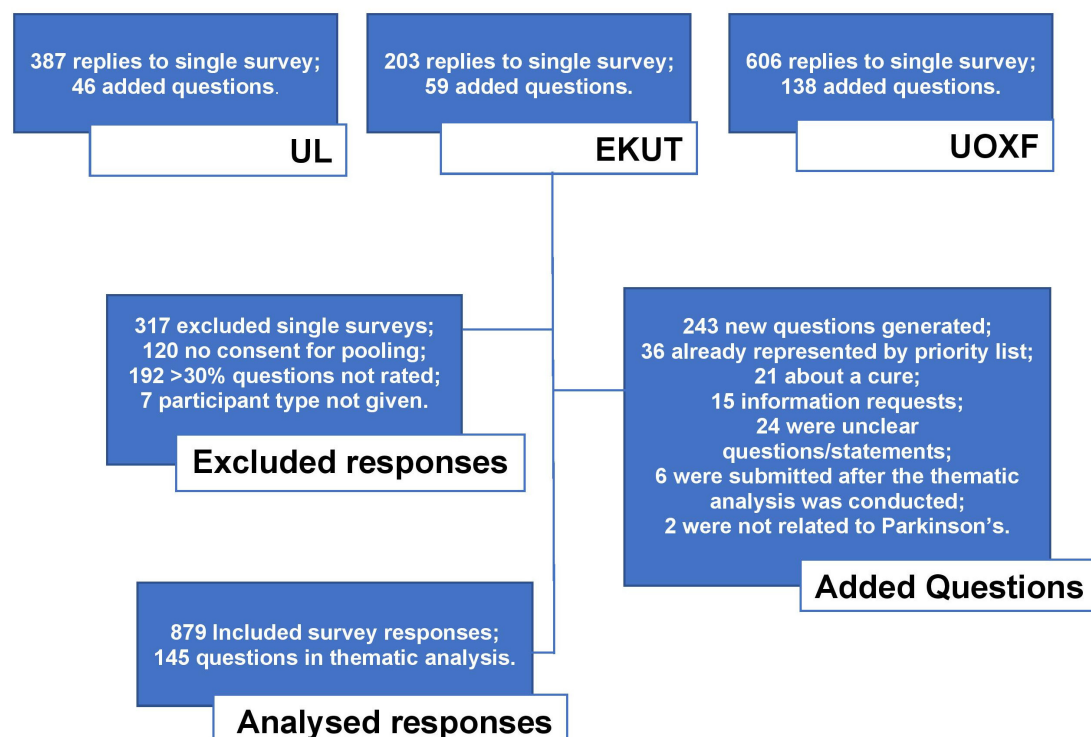 387 replies to single survey;
46 added questions.
UL
203 replies to single survey;
59 added questions.
EKUT
606 replies to single survey;
138 added questions.
UOXF
317 excluded single surveys;
120 no consent for pooling;
192 >30% questions not rated;
7 participant type not given.
Excluded responses
243 new questions generated;
36 already represented by priority list;
21 about a cure;
15 information requests;
24 were unclear
questions/statements;
6 were submitted after the thematic
analysis was conducted;
2 were not related to Parkinson’s.
Added Questions
879 Included survey responses;
145 questions in thematic analysis.
Analysed responses